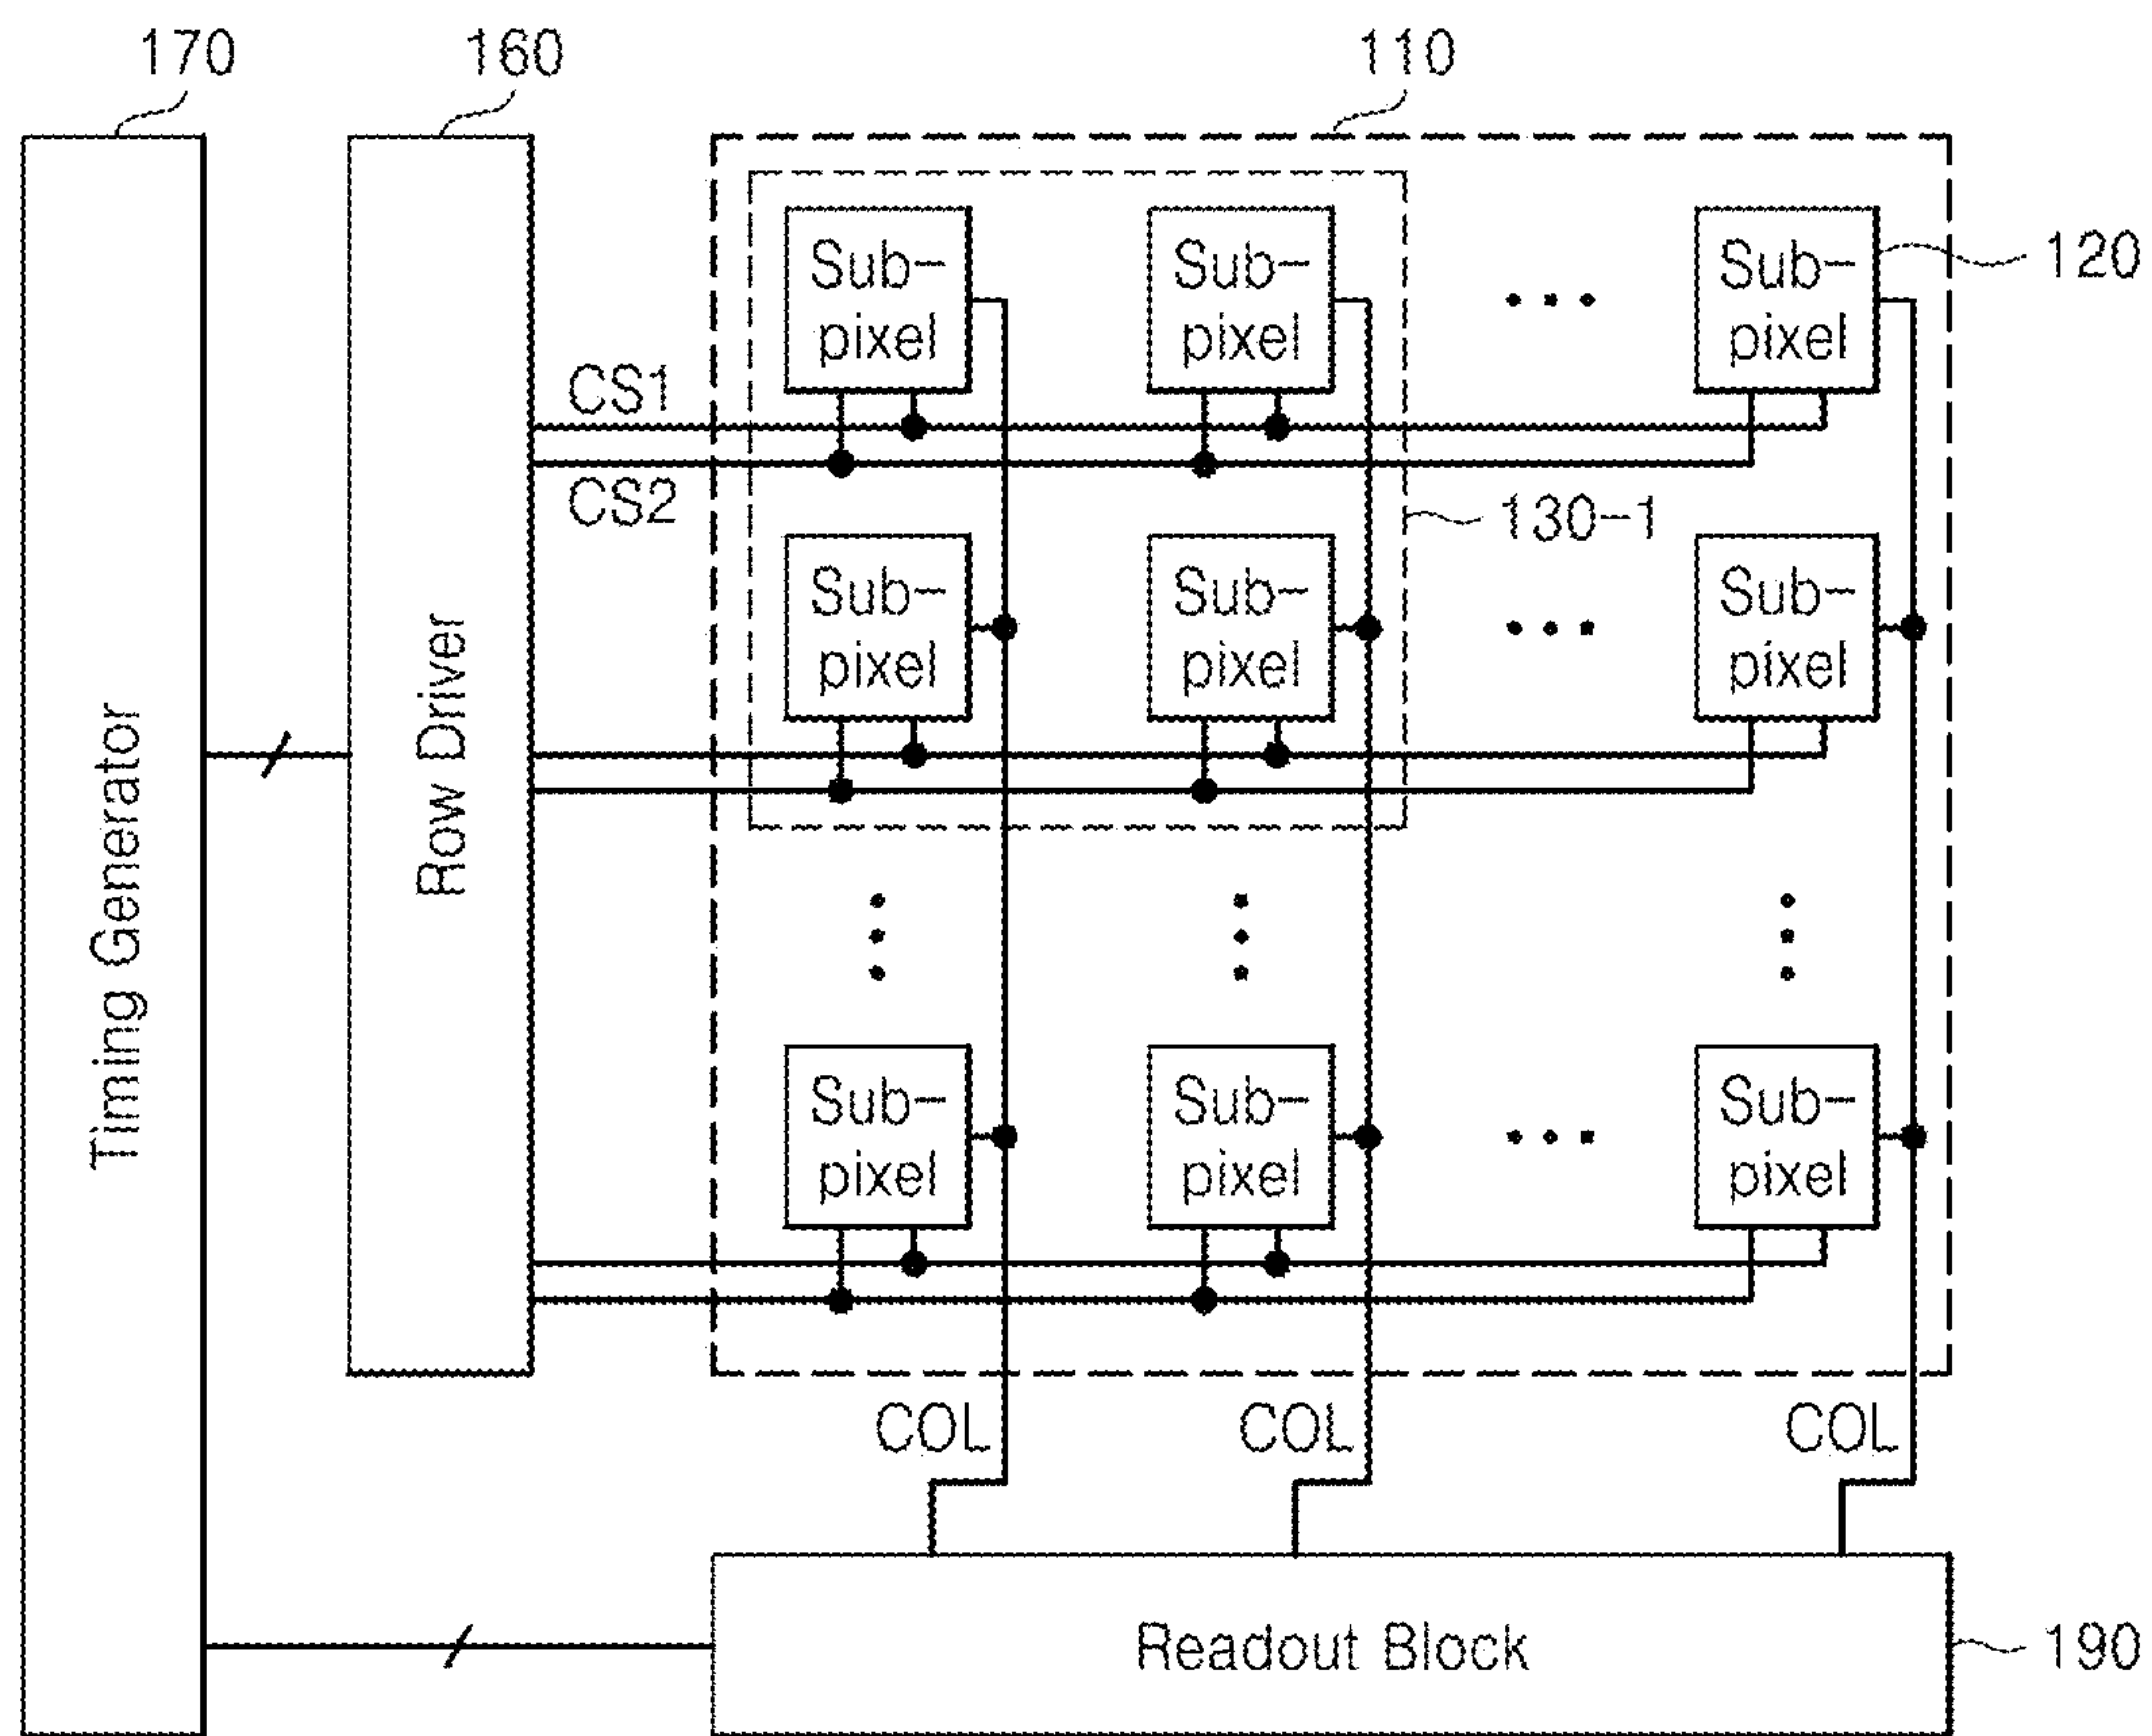 170
160
110
Sub-
pixel
Sub-
pixel
Sub-
pixel
120
CS1
CS2
130-1
Sub-
pixel
Sub-
pixel
Sub-
pixel
Timing Generator
Row Driver
Sub-
pixel
Sub-
pixel
Sub-
pixel
COL
COL
COL
Readout Block
190